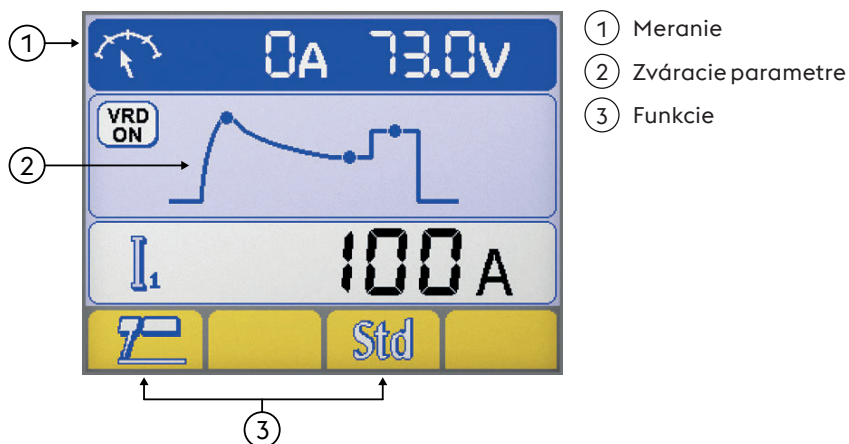 1
0A 73.0V
VRD
ON
2
I1
100A
Std
3
1 Meranie
2 Zváracie parametre
3 Funkcie